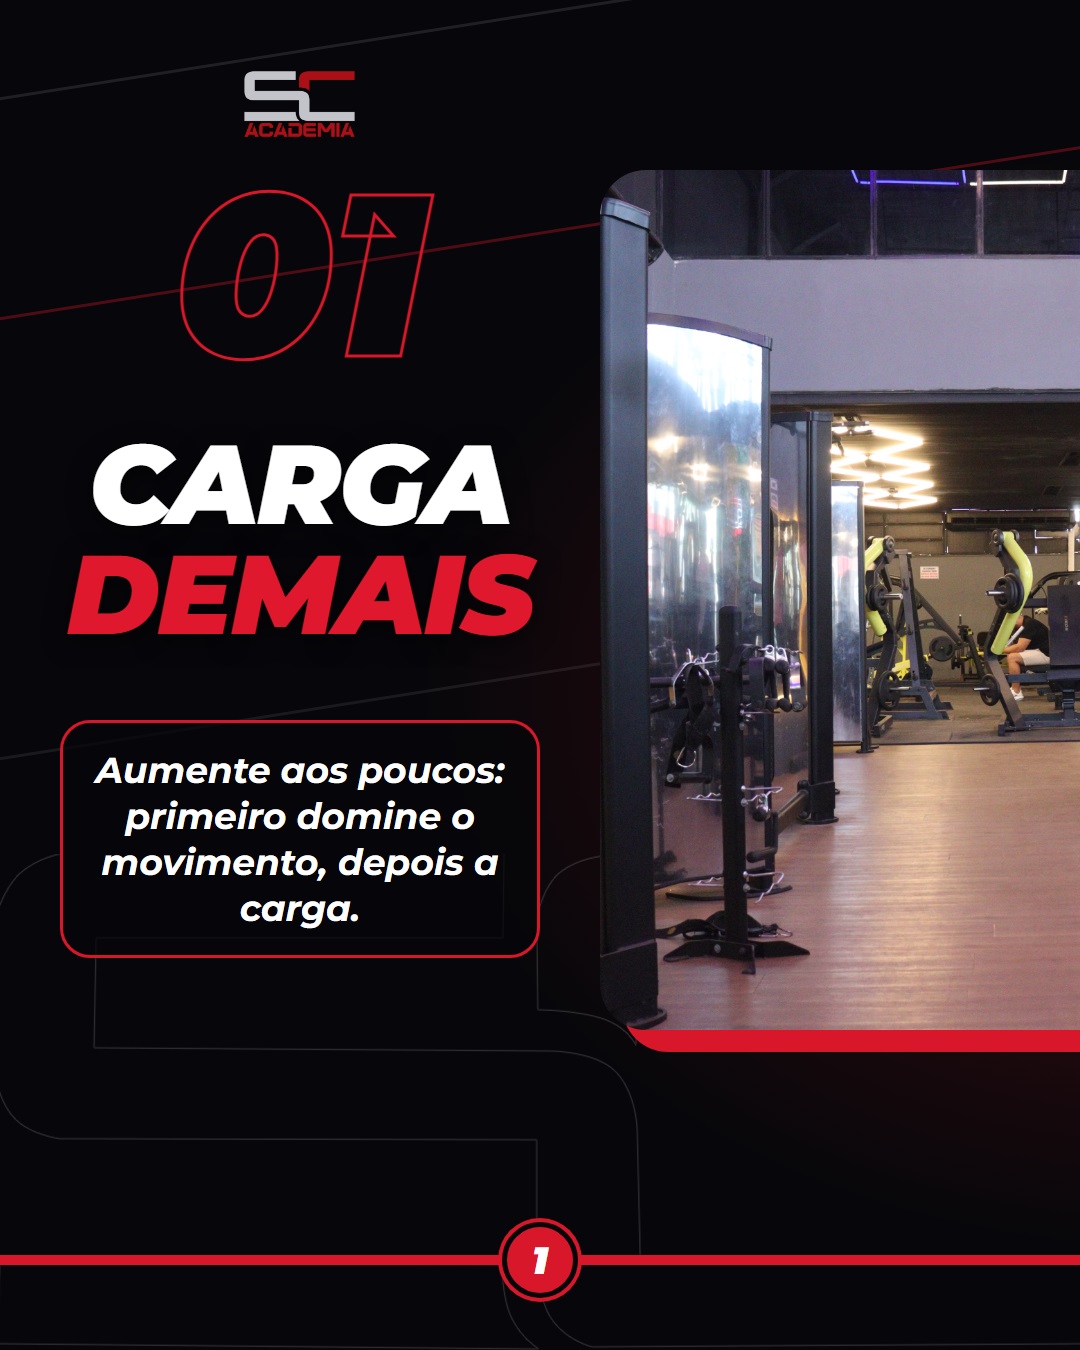 SC
ACADEMIA
01
CARGA
DEMAIS
Aumente aos poucos:
primeiro domine o
movimento, depois a
carga.
1